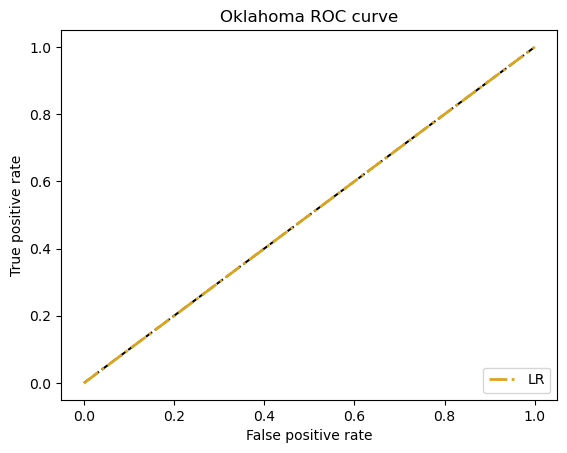 Oklahoma ROC curve
True positive rate
1.0
0.8
0.6
0.4
0.2
0.0
LR
0.0 0.2 0.4 0.6 0.8 1.0
False positive rate